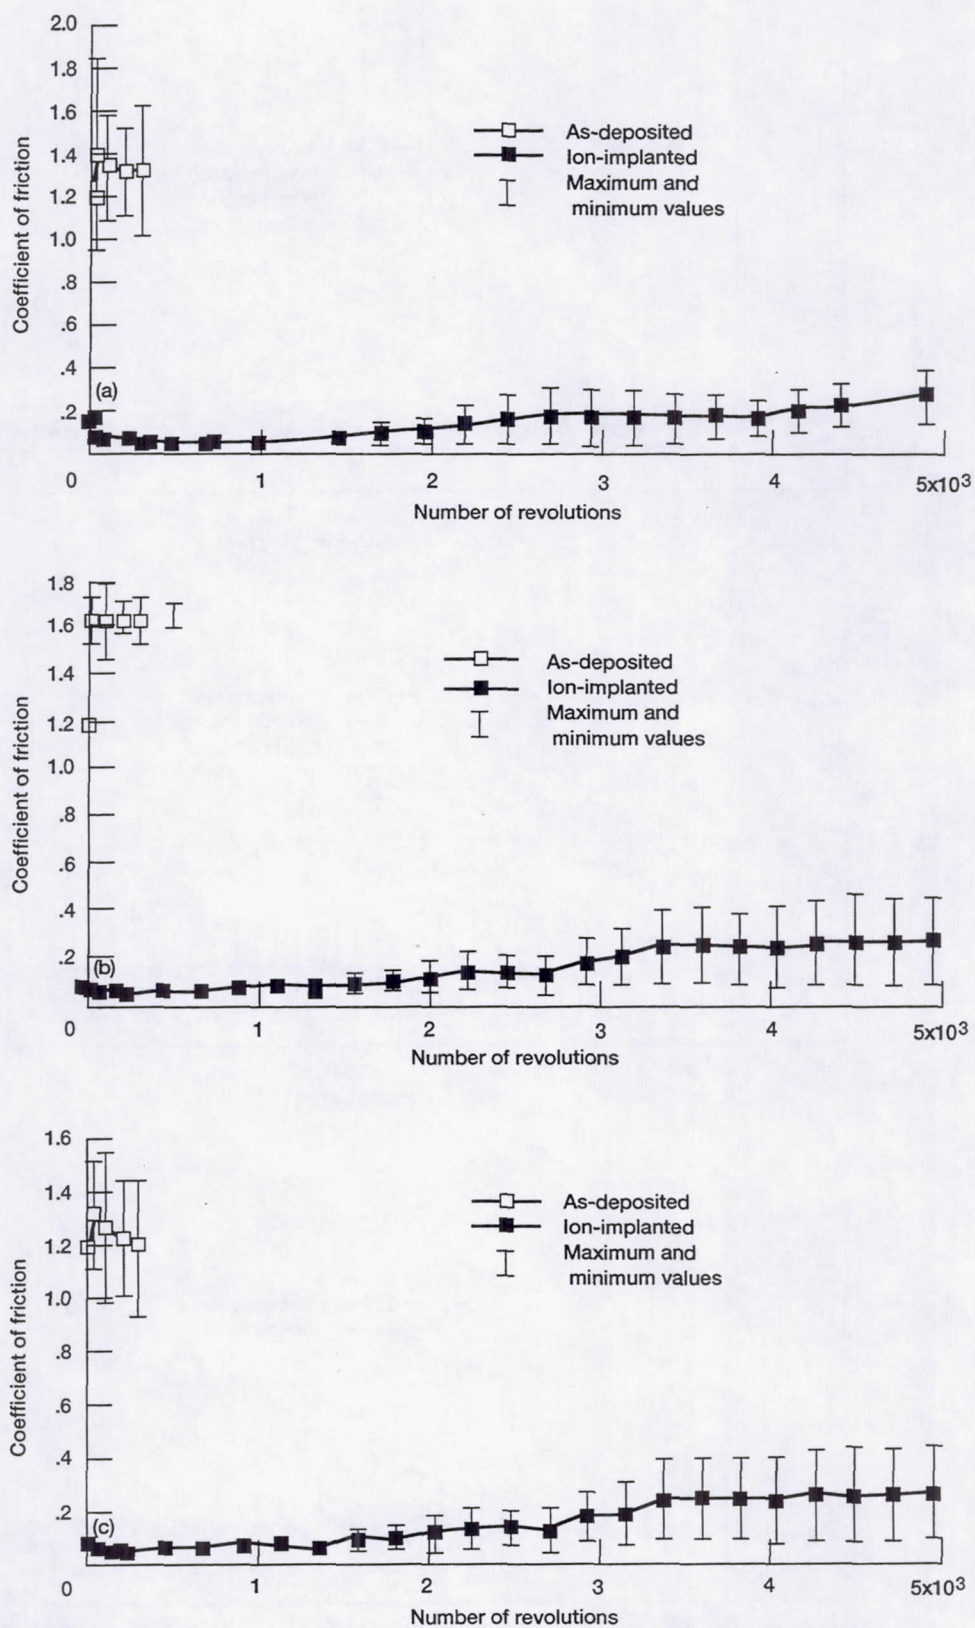 2.0
1.8
1.6
1.4
1.2
1.0
.8
.6
.4
.2
Coefficient of friction
As-deposited
Ion-implanted
Maximum and
minimum values
(a)
0 1 2 3 4 5x10³
Number of revolutions
1.8
1.6
1.4
1.2
1.0
.8
.6
.4
.2
Coefficient of friction
As-deposited
Ion-implanted
Maximum and
minimum values
(b)
0 1 2 3 4 5x10³
Number of revolutions
1.6
1.4
1.2
1.0
.8
.6
.4
.2
Coefficient of friction
As-deposited
Ion-implanted
Maximum and
minimum values
(c)
0 1 2 3 4 5x10³
Number of revolutions